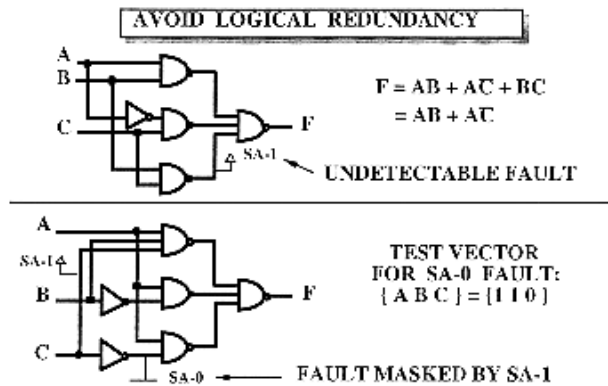 AVOID LOGICAL REDUNDANCY
A
B
C
F
SA-1
F = AB + AC + BC
= AB + AC
UNDETECTABLE FAULT
A
SA-1
B
C
F
SA-0
TEST VECTOR
FOR SA-0 FAULT:
{ A B C } = {1 1 0 }
FAULT MASKED BY SA-1